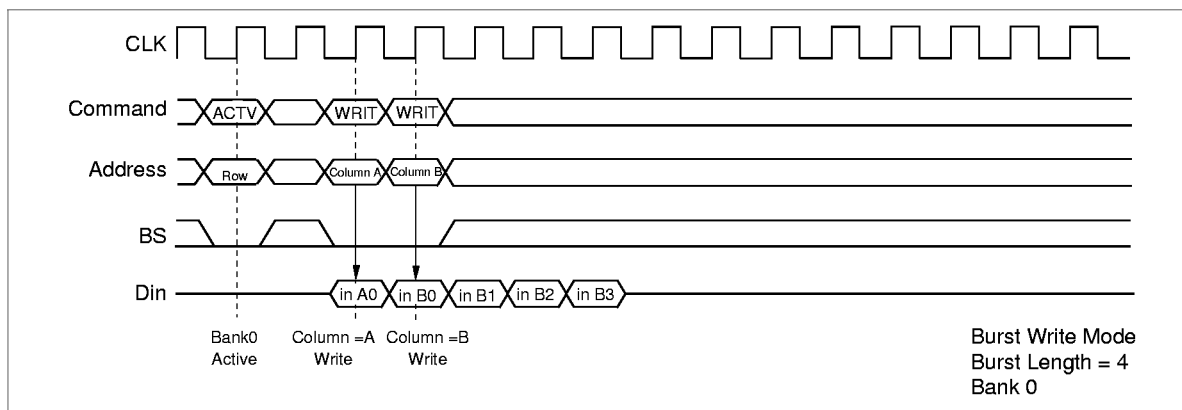 CLK
Command ACTV WRIT WRIT
Address Row Column A Column B
BS
Din in A0 in B0 in B1 in B2 in B3
Bank0 Column =A Column =B
Active Write Write
Burst Write Mode
Burst Length = 4
Bank 0